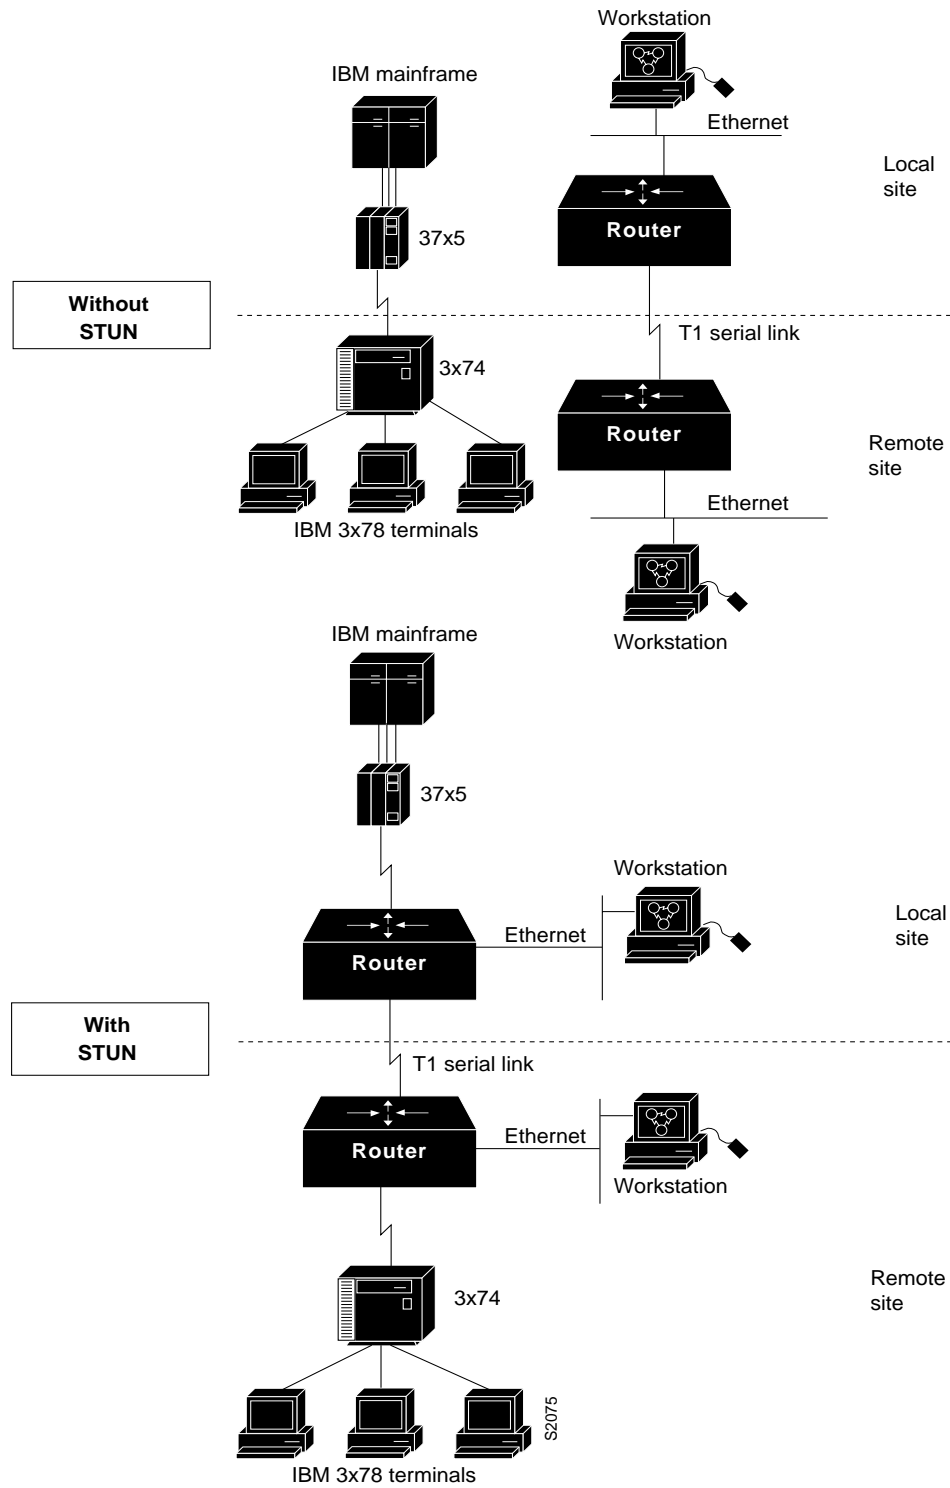 Workstation
IBM mainframe
Ethernet
Local
site
Router
37x5
Without
STUN
T1 serial link
3x74
Router
Remote
site
Ethernet
IBM 3x78 terminals
Workstation
IBM mainframe
37x5
Workstation
Local
site
Ethernet
Router
With
STUN
T1 serial link
Ethernet
Router
Workstation
Remote
site
3x74
S2075
IBM 3x78 terminals